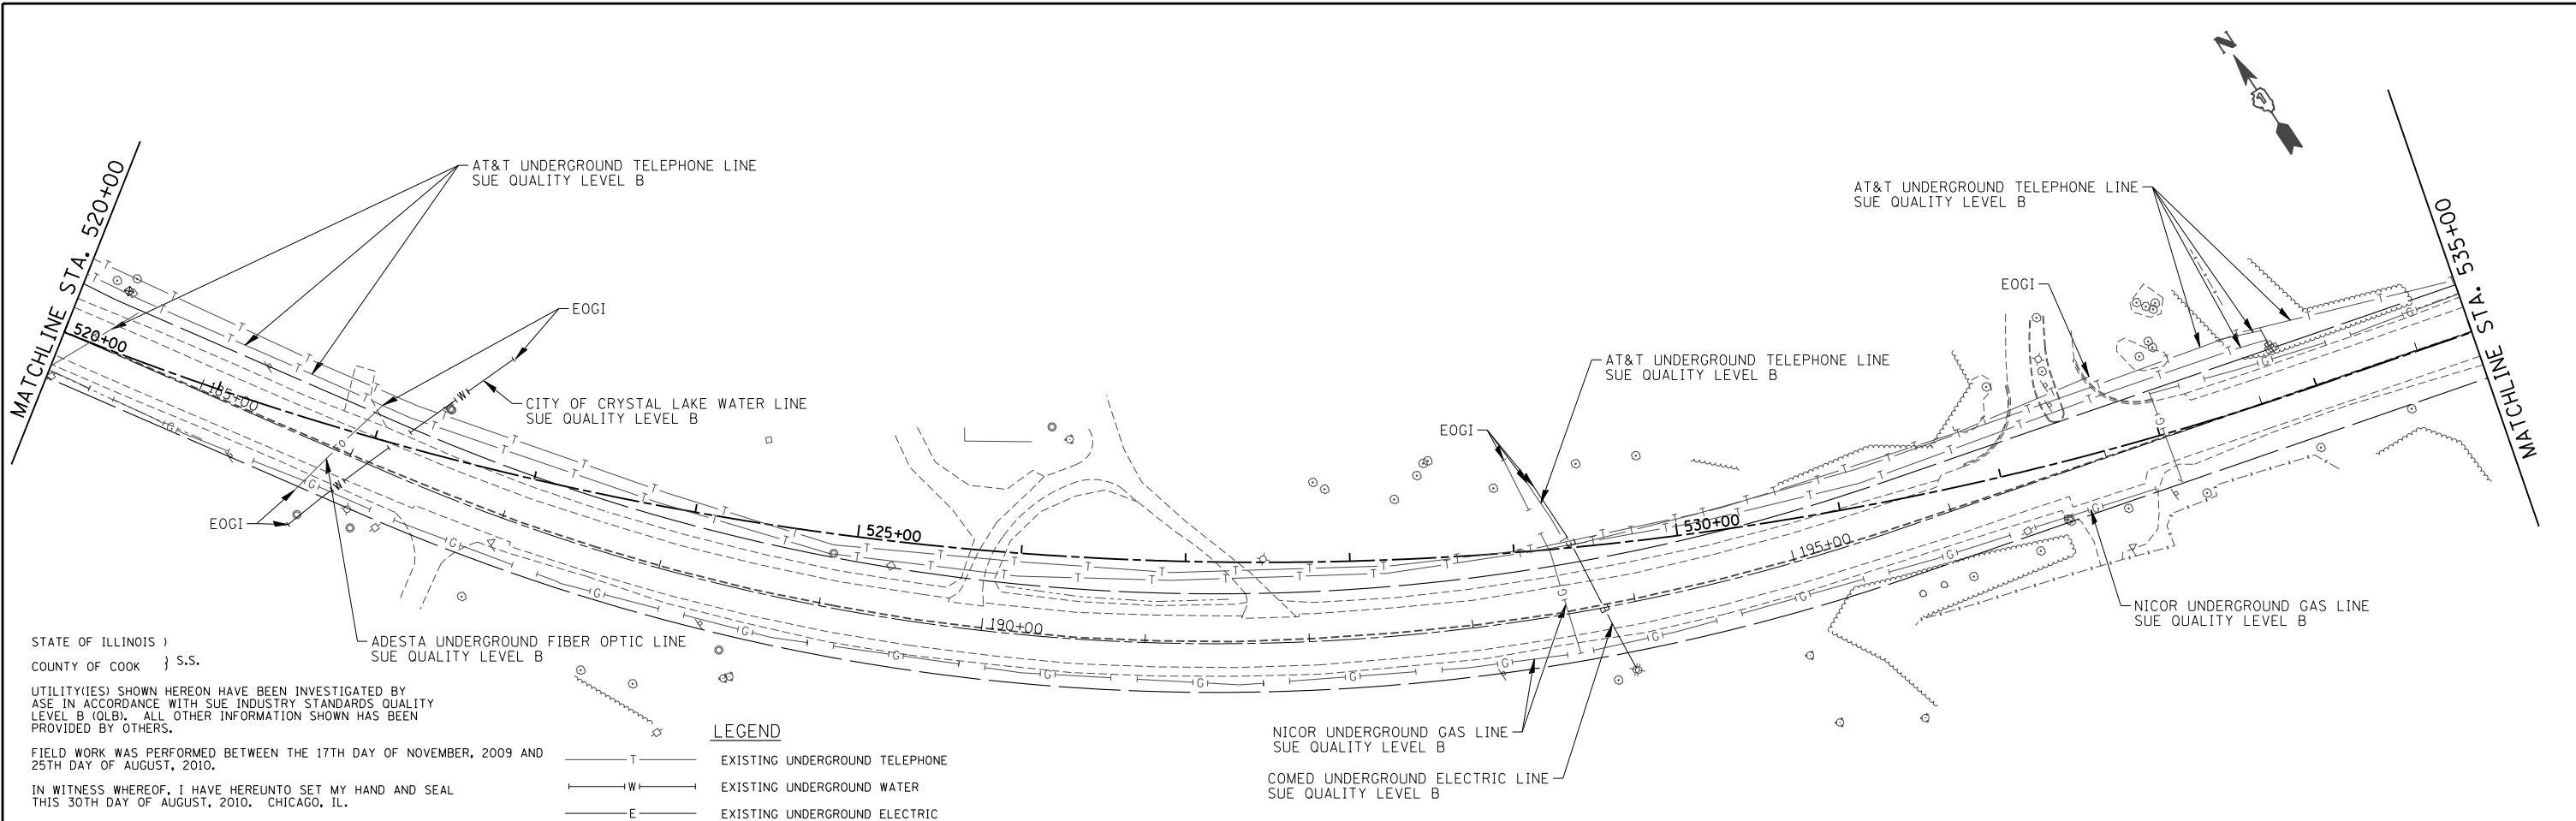 N
MATCHLINE STA. 520+00
AT&T UNDERGROUND TELEPHONE LINE
SUE QUALITY LEVEL B
AT&T UNDERGROUND TELEPHONE LINE
SUE QUALITY LEVEL B
MATCHLINE STA. 535+00
EOGI
EOGI
520+00
185+00
CITY OF CRYSTAL LAKE WATER LINE
SUE QUALITY LEVEL B
AT&T UNDERGROUND TELEPHONE LINE
SUE QUALITY LEVEL B
EOGI
EOGI
525+00
530+00
195+00
190+00
NICOR UNDERGROUND GAS LINE
SUE QUALITY LEVEL B
ADESTA UNDERGROUND FIBER OPTIC LINE
SUE QUALITY LEVEL B
NICOR UNDERGROUND GAS LINE
SUE QUALITY LEVEL B
COMED UNDERGROUND ELECTRIC LINE
SUE QUALITY LEVEL B
STATE OF ILLINOIS )
COUNTY OF COOK } S.S.
UTILITY(IES) SHOWN HEREON HAVE BEEN INVESTIGATED BY
ASE IN ACCORDANCE WITH SUE INDUSTRY STANDARDS QUALITY
LEVEL B (QLB). ALL OTHER INFORMATION SHOWN HAS BEEN
PROVIDED BY OTHERS.
FIELD WORK WAS PERFORMED BETWEEN THE 17TH DAY OF NOVEMBER, 2009 AND
25TH DAY OF AUGUST, 2010.
IN WITNESS WHEREOF, I HAVE HEREUNTO SET MY HAND AND SEAL
THIS 30TH DAY OF AUGUST, 2010. CHICAGO, IL.
LEGEND
T EXISTING UNDERGROUND TELEPHONE
W EXISTING UNDERGROUND WATER
E EXISTING UNDERGROUND ELECTRIC